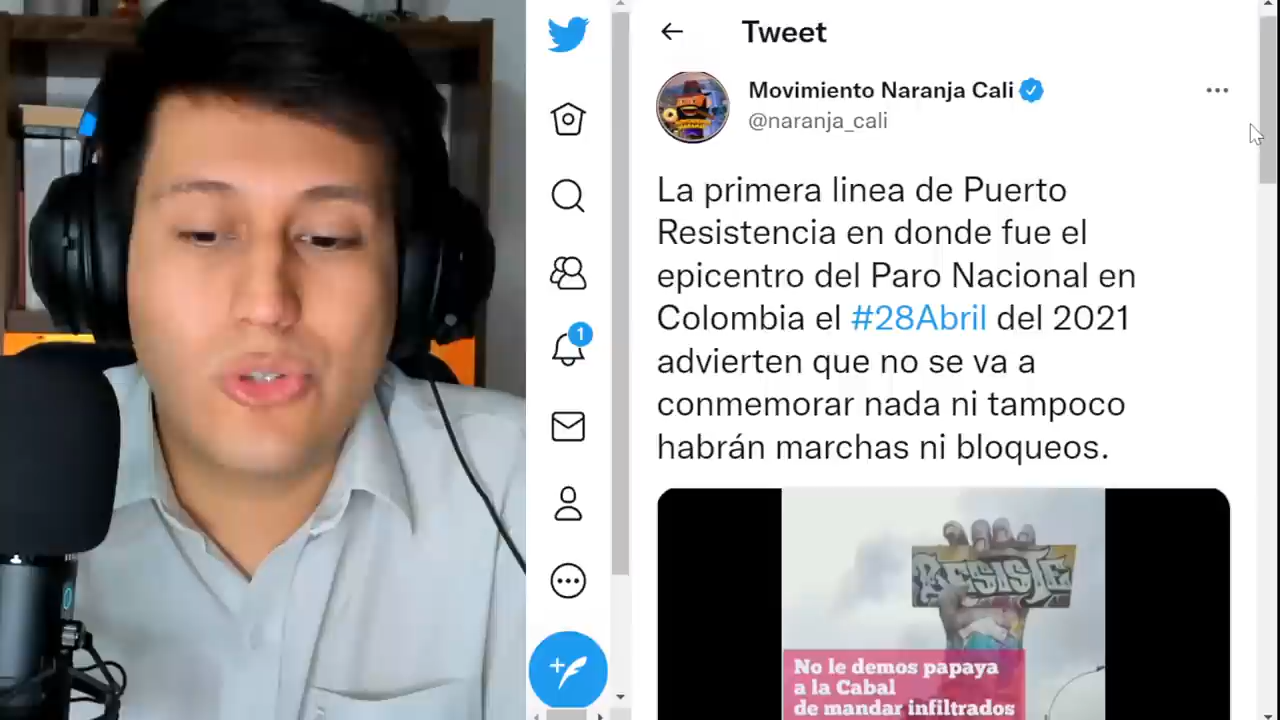 Tweet
Movimiento Naranja Cali
@naranja_cali
La primera linea de Puerto
Resistencia en donde fue el
epicentro del Paro Nacional en
Colombia el #28Abril del 2021
advierten que no se va a
conmemorar nada ni tampoco
habrán marchas ni bloqueos.
1
RESISTE
No le demos papaya
a la Cabal
de mandar infiltrados